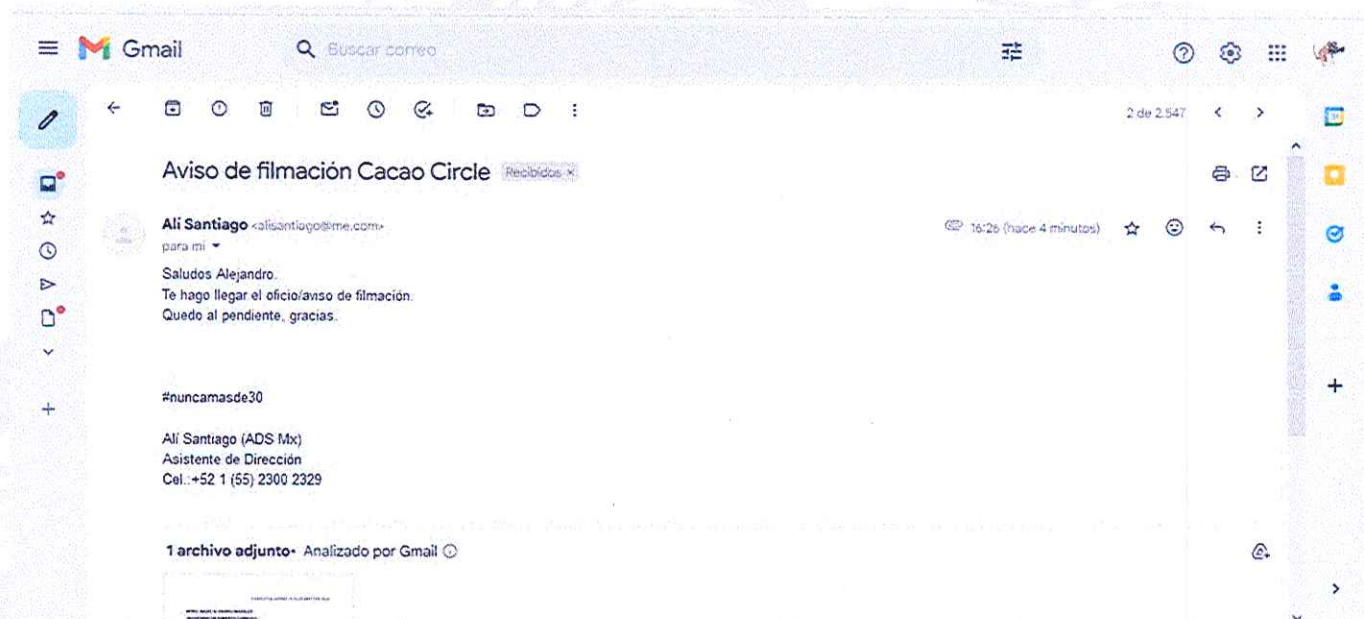 Gmail
Buscar correo
2 de 2.547
Aviso de filmación Cacao Circle Recibidos ×
Alí Santiago <alisantiago@me.com>
16:26 (hace 4 minutos)
para mí
Saludos Alejandro.
Te hago llegar el oficio/aviso de filmación.
Quedo al pendiente, gracias.
#nuncamasde30
Alí Santiago (ADS Mx)
Asistente de Dirección
Cel.:+52 1 (55) 2300 2329
1 archivo adjunto• Analizado por Gmail